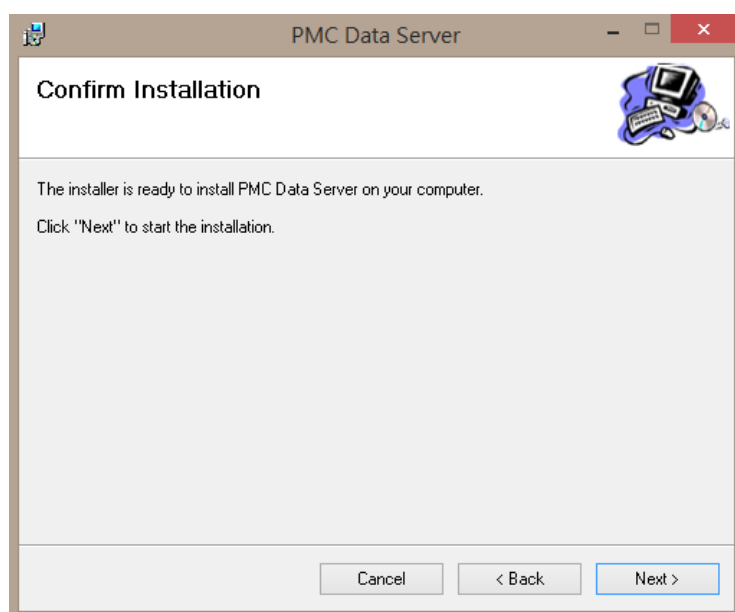 PMC Data Server
Confirm Installation
The installer is ready to install PMC Data Server on your computer.
Click "Next" to start the installation.
Cancel
< Back
Next >